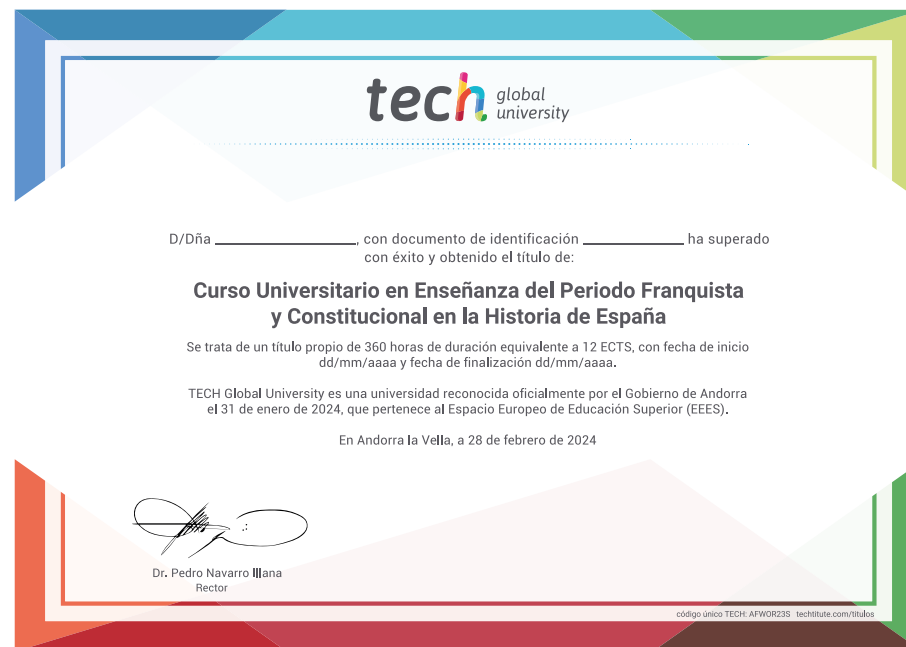 tech global
university
D/Dña ______________, con documento de identificación __________ ha superado
con éxito y obtenido el título de:
Curso Universitario en Enseñanza del Periodo Franquista
y Constitucional en la Historia de España
Se trata de un título propio de 360 horas de duración equivalente a 12 ECTS, con fecha de inicio
dd/mm/aaaa y fecha de finalización dd/mm/aaaa.
TECH Global University es una universidad reconocida oficialmente por el Gobierno de Andorra
el 31 de enero de 2024, que pertenece al Espacio Europeo de Educación Superior (EEES).
En Andorra la Vella, a 28 de febrero de 2024
Dr. Pedro Navarro Illana
Rector
código único TECH: AFWOR23S techtitute.com/títulos